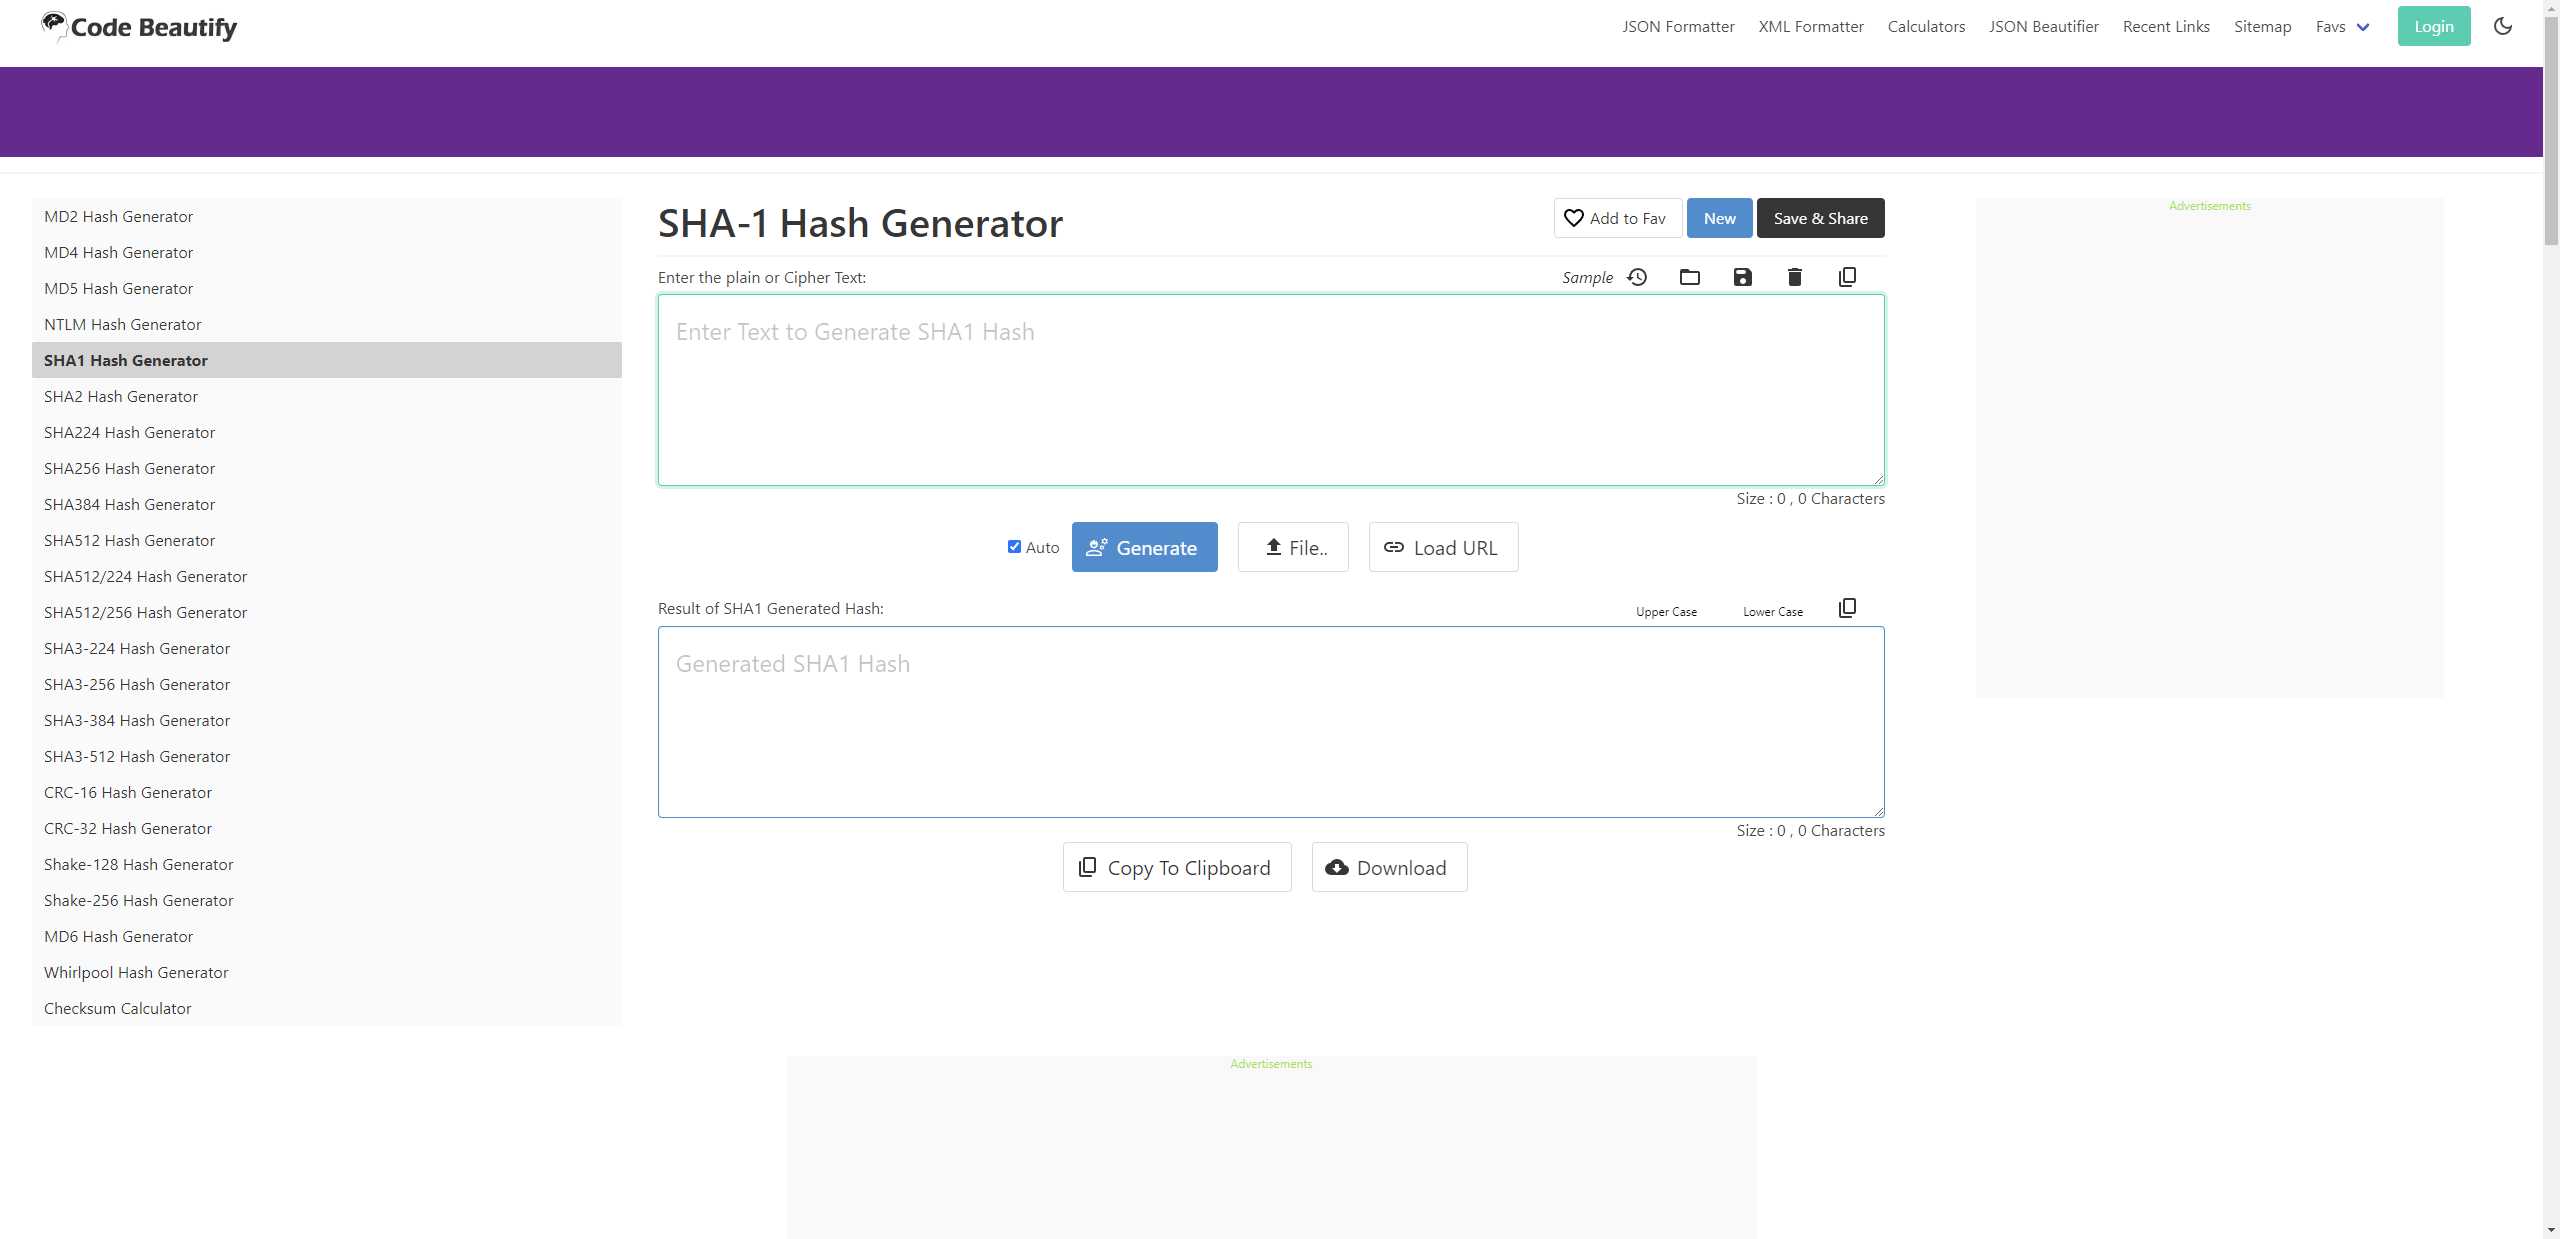 Code Beautify
JSON Formatter XML Formatter Calculators JSON Beautifier Recent Links Sitemap Favs Login
MD2 Hash Generator
MD4 Hash Generator
MD5 Hash Generator
NTLM Hash Generator
SHA1 Hash Generator
SHA2 Hash Generator
SHA224 Hash Generator
SHA256 Hash Generator
SHA384 Hash Generator
SHA512 Hash Generator
SHA512/224 Hash Generator
SHA512/256 Hash Generator
SHA3-224 Hash Generator
SHA3-256 Hash Generator
SHA3-384 Hash Generator
SHA3-512 Hash Generator
CRC-16 Hash Generator
CRC-32 Hash Generator
Shake-128 Hash Generator
Shake-256 Hash Generator
MD6 Hash Generator
Whirlpool Hash Generator
Checksum Calculator
SHA-1 Hash Generator
Add to Fav New Save & Share
Enter the plain or Cipher Text: Sample
Enter Text to Generate SHA1 Hash
Size : 0 , 0 Characters
Auto Generate File.. Load URL
Result of SHA1 Generated Hash: Upper Case Lower Case
Generated SHA1 Hash
Size : 0 , 0 Characters
Copy To Clipboard Download
Advertisements
Advertisements